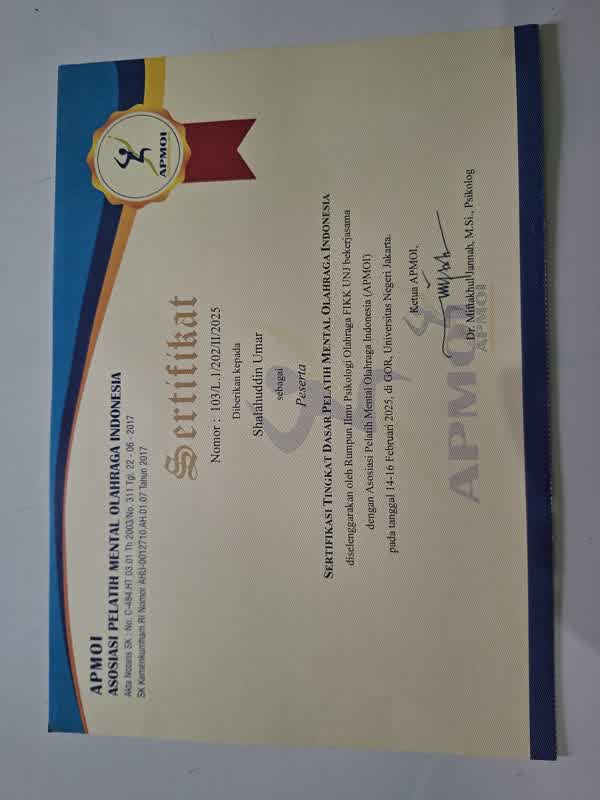 APMOI
ASOSIASI PELATIH MENTAL OLAHRAGA INDONESIA
Akta Notaris SK : No. C-484.HT.03.01 Th 2003/No. 311 Tgl. 22 - 06 - 2017
SK Kemenkumham RI Nomor AHU-0012710.AH.01.07 Tahun 2017
APMOI
Sertifikat
Nomor : 103/L.1/202/II/2025
Diberikan kepada
Shalahuddin Umar
sebagai
Peserta
SERTIFIKASI TINGKAT DASAR PELATIH MENTAL OLAHRAGA INDONESIA
diselenggarakan oleh Rumpun Ilmu Psikologi Olahraga FIKK UNJ bekerjasama
dengan Asosiasi Pelatih Mental Olahraga Indonesia (APMOI)
pada tanggal 14-16 Februari 2025, di GOR, Universitas Negeri Jakarta.
Ketua APMOI,
Dr. Miftakhul Jannah, M.Si., Psikolog
APMOI
APMOI